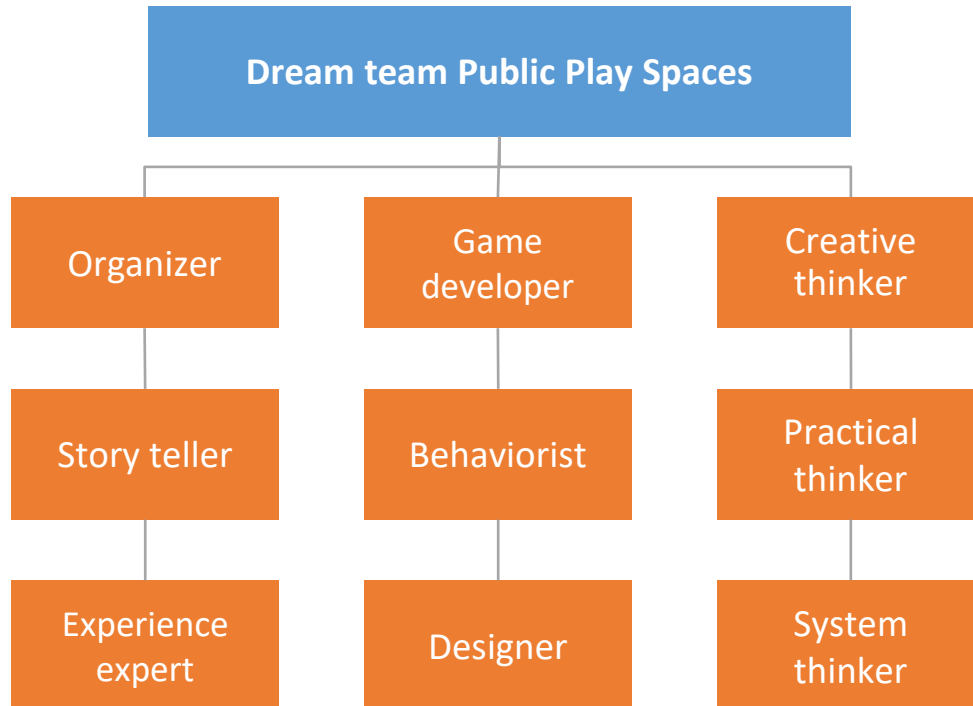 Dream team Public Play Spaces
Organizer
Game
developer
Creative
thinker
Story teller
Behaviorist
Practical
thinker
Experience
expert
Designer
System
thinker